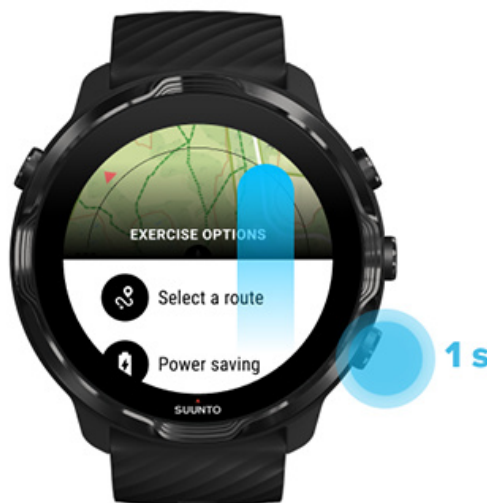 EXERCISE OPTIONS
Select a route
Power saving
1 s
SUUNTO